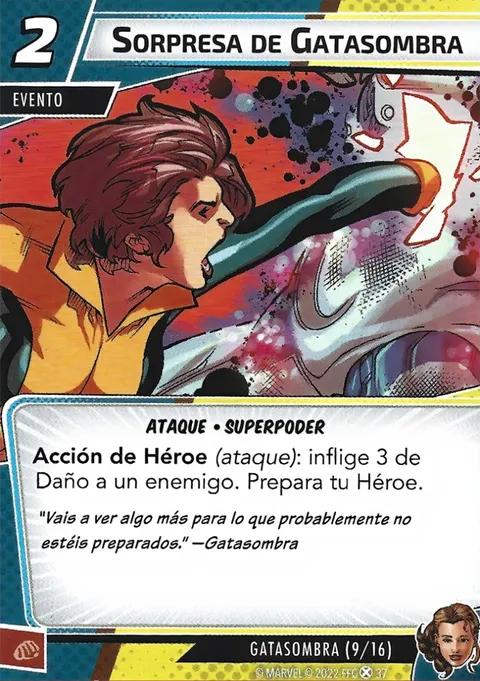 2
SORPRESA DE GATASOMBRA
EVENTO
ATAQUE • SUPERPODER
Acción de Héroe (ataque): inflige 3 de
Daño a un enemigo. Prepara tu Héroe.
"Vais a ver algo más para lo que probablemente no
estéis preparados." —Gatasombra
GATASOMBRA (9/16)
© MARVEL © 2022 FFG 37